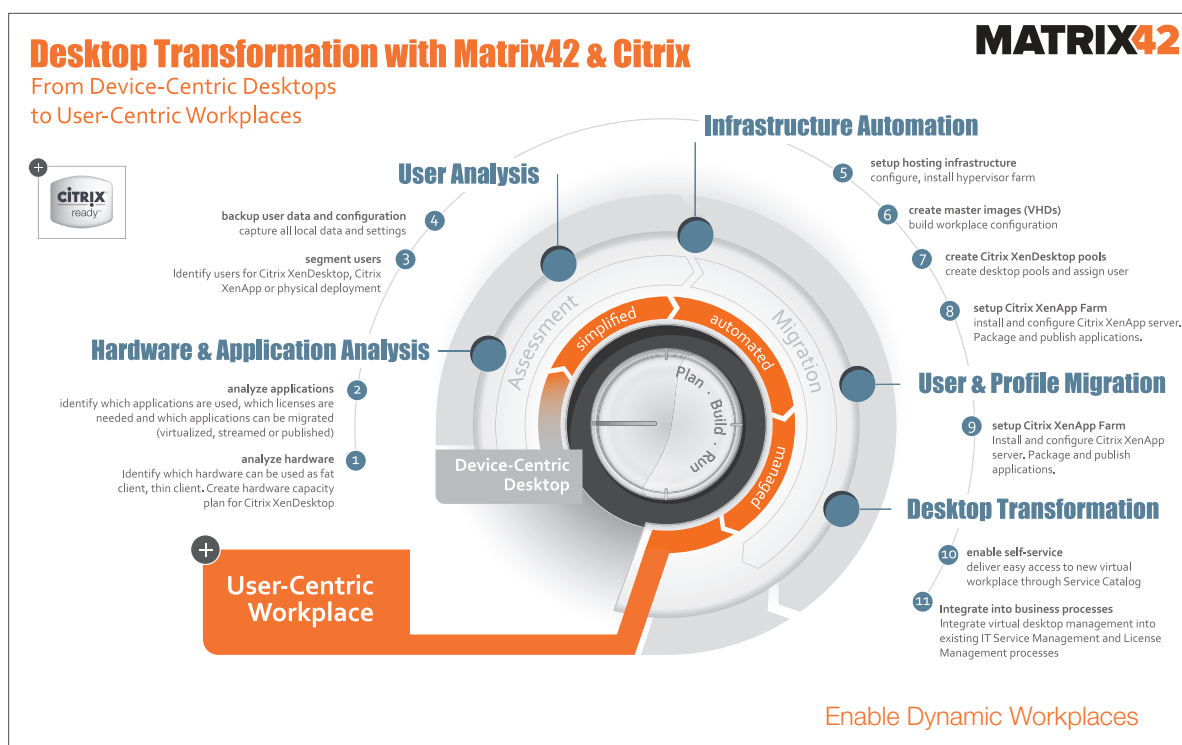 Desktop Transformation with Matrix42 & Citrix
From Device-Centric Desktops
to User-Centric Workplaces
MATRIX42
CITRIX
ready™
Hardware & Application Analysis
analyze hardware
1
Identify which hardware can be used as fat
client, thin client. Create hardware capacity
plan for Citrix XenDesktop
analyze applications
2
identify which applications are used, which licenses are
needed and which applications can be migrated
(virtualized, streamed or published)
User Analysis
segment users
3
Identify users for Citrix XenDesktop, Citrix
XenApp or physical deployment
backup user data and configuration
4
capture all local data and settings
Infrastructure Automation
5
setup hosting infrastructure
configure, install hypervisor farm
6
create master images (VHDs)
build workplace configuration
7
create Citrix XenDesktop pools
create desktop pools and assign user
8
setup Citrix XenApp Farm
install and configure Citrix XenApp server.
Package and publish applications.
User & Profile Migration
9
setup Citrix XenApp Farm
Install and configure Citrix XenApp
server. Package and publish
applications.
Desktop Transformation
10
enable self-service
deliver easy access to new virtual
workplace through Service Catalog
11
Integrate into business processes
Integrate virtual desktop management into
existing IT Service Management and License
Management processes
Assessment
Migration
simplified
automated
managed
Plan · Build · Run
Device-Centric
Desktop
User-Centric
Workplace
Enable Dynamic Workplaces